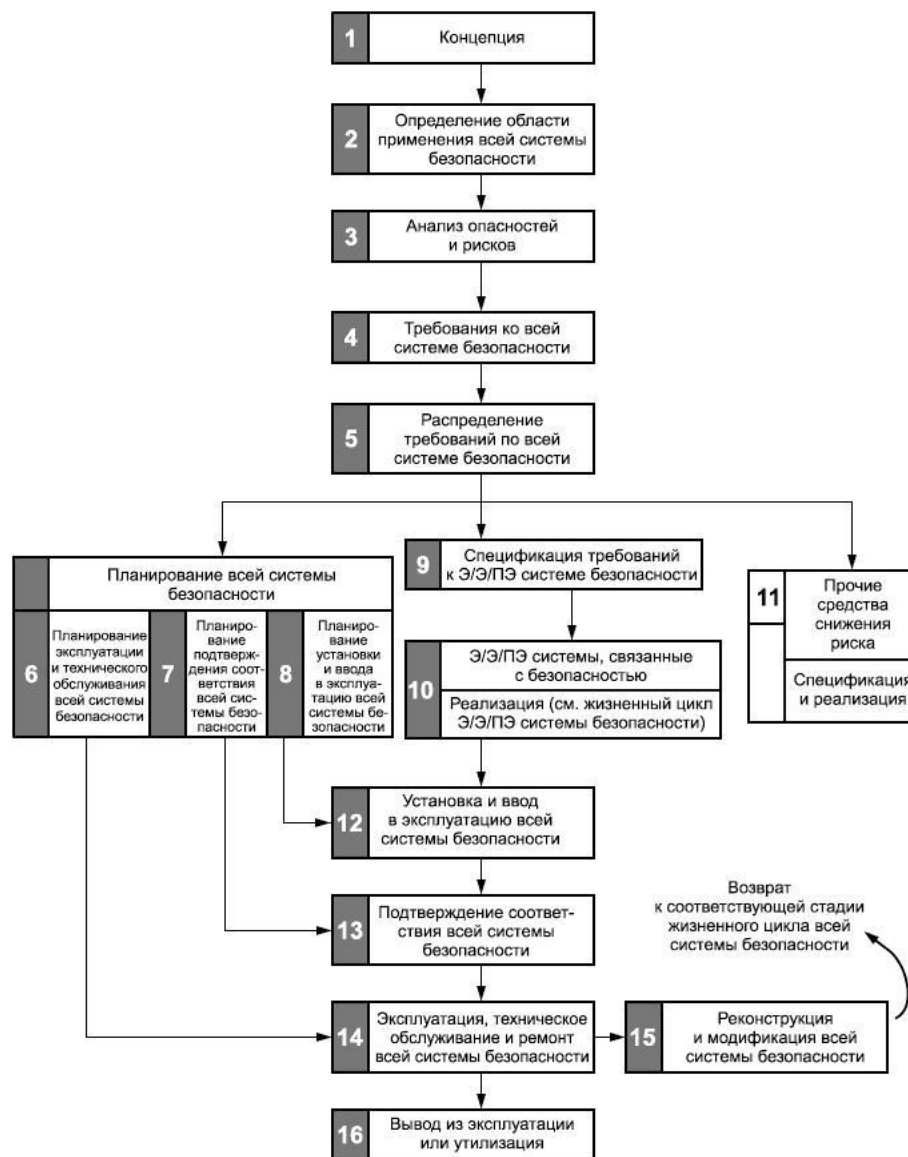 1
Концепция
2
Определение области
применения всей системы
безопасности
3
Анализ опасностей
и рисков
4
Требования ко всей
системе безопасности
5
Распределение
требований по всей
системе безопасности
Планирование всей системы
безопасности
6
Планирование
эксплуатации
и технического
обслуживания
всей системы
безопасности
7
Планиро-
вание
подтверж-
дения соот-
ветствия
всей сис-
темы безо-
пасности
8
Планиро-
вание
установки
и ввода
в эксплуа-
тацию всей
системы бе-
зопасности
9
Спецификация требований
к Э/Э/ПЭ системе безопасности
10
Э/Э/ПЭ системы, связанные
с безопасностью
Реализация (см. жизненный цикл
Э/Э/ПЭ системы безопасности)
11
Прочие
средства
снижения
риска
Спецификация
и реализация
12
Установка и ввод
в эксплуатацию всей
системы безопасности
13
Подтверждение соответ-
ствия всей системы
безопасности
Возврат
к соответствующей стадии
жизненного цикла всей
системы безопасности
14
Эксплуатация, техническое
обслуживание и ремонт
всей системы безопасности
15
Реконструкция
и модификация всей
системы безопасности
16
Вывод из эксплуатации
или утилизация